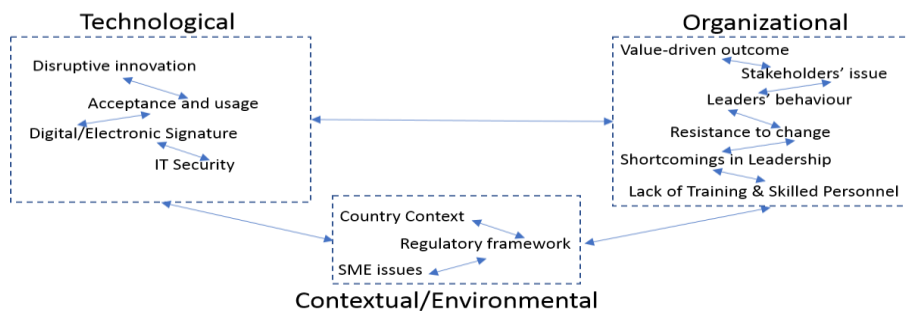 Technological
Disruptive innovation
Acceptance and usage
Digital/Electronic Signature
IT Security
Organizational
Value-driven outcome
Stakeholders' issue
Leaders' behaviour
Resistance to change
Shortcomings in Leadership
Lack of Training & Skilled Personnel
Country Context
Regulatory framework
SME issues
Contextual/Environmental